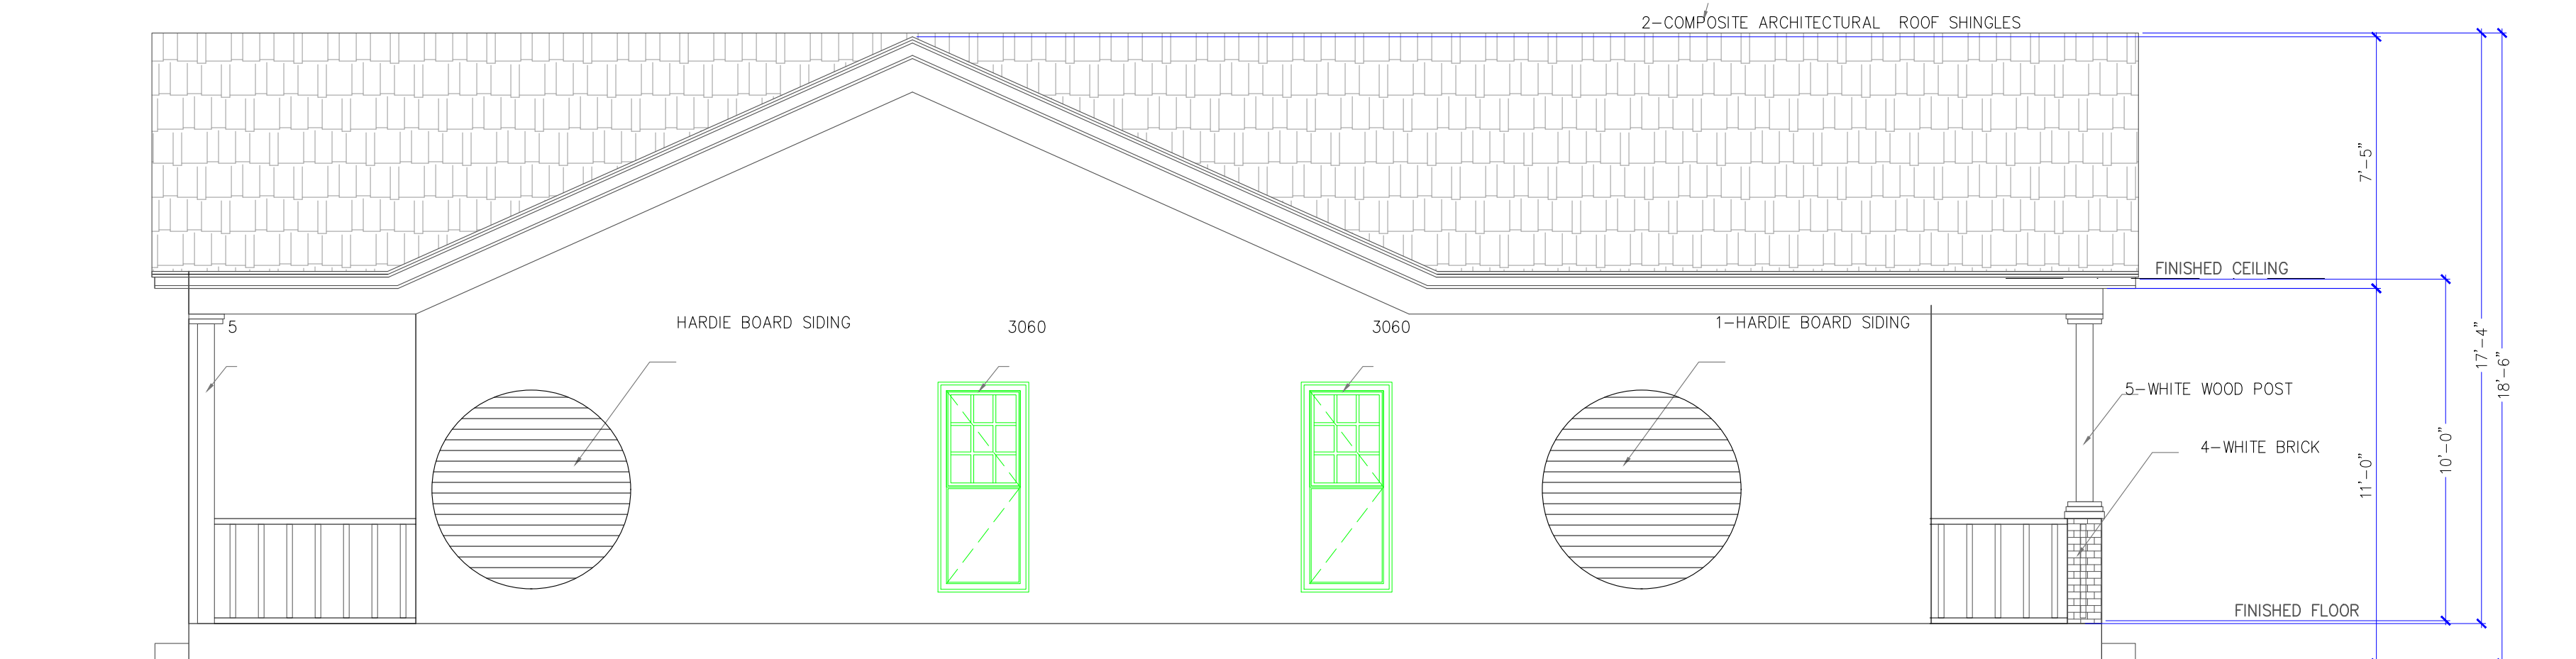 2-COMPOSITE ARCHITECTURAL ROOF SHINGLES
7'-5"
FINISHED CEILING
5
HARDIE BOARD SIDING
3060
3060
1-HARDIE BOARD SIDING
17'-4"
18'-6"
5-WHITE WOOD POST
4-WHITE BRICK
11'-0"
10'-0"
FINISHED FLOOR